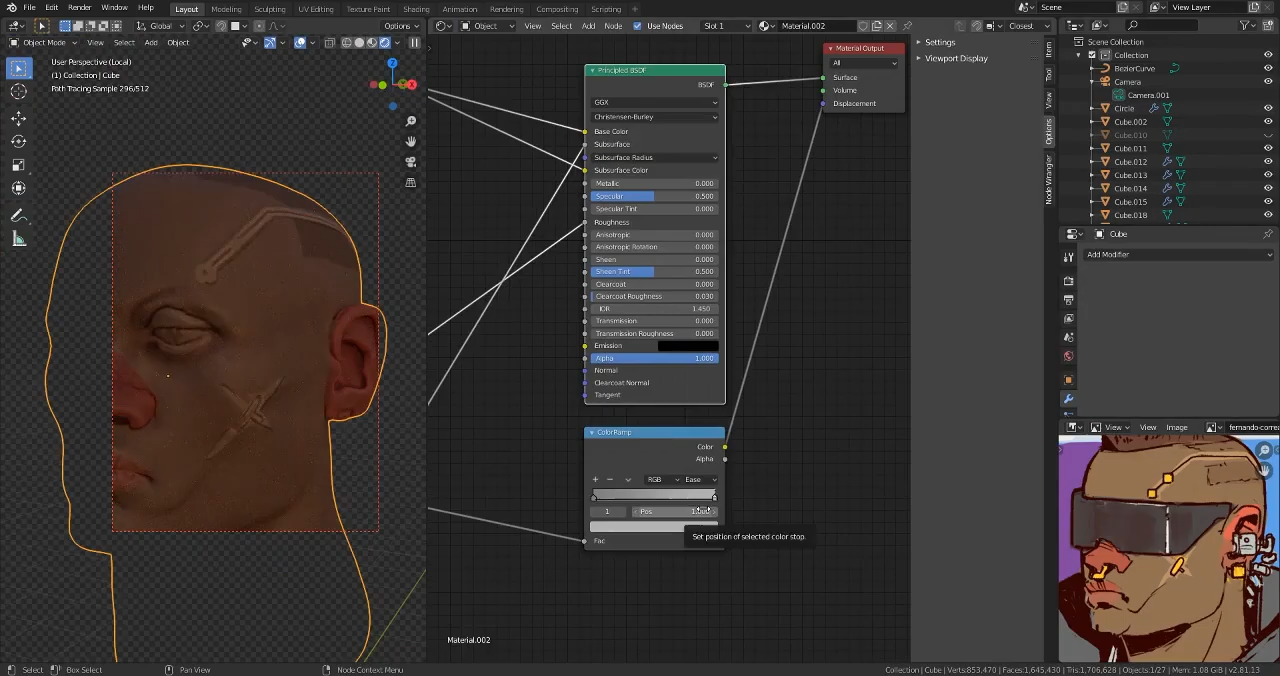 File Edit Render Window Help Layout Modeling Sculpting UV Editing Texture Paint Shading Animation Rendering Compositing Scripting + Scene View Layer
Global Options Object View Select Add Node Use Nodes Slot 1 Material.002 Closest
Object Mode View Select Add Object
User Perspective (Local)
(1) Collection | Cube
Path Tracing Sample 296/512
Principled BSDF
BSDF
GGX
Christensen-Burley
Base Color
Subsurface
Subsurface Radius
Subsurface Color
Metallic 0.000
Specular 0.500
Specular Tint 0.000
Roughness
Anisotropic 0.000
Anisotropic Rotation 0.000
Sheen 0.000
Sheen Tint 0.500
Clearcoat 0.000
Clearcoat Roughness 0.030
IOR 1.450
Transmission 0.000
Transmission Roughness 0.000
Emission
Alpha 1.000
Normal
Clearcoat Normal
Tangent
ColorRamp
Color
Alpha
RGB Ease
1 Pos
Set position of selected color stop.
Fac
Material.002
Material Output
All
Surface
Volume
Displacement
Settings
Viewport Display
Item
Tool
View
Options
Node Wrangler
Scene Collection
Collection
BezierCurve
Camera
Camera.001
Circle
Cube.002
Cube.010
Cube.011
Cube.012
Cube.013
Cube.014
Cube.015
Cube.018
Cube
Add Modifier
View View Image
Select Box Select Pan View Node Context Menu Collection | Cube | Verts:853,470 | Faces:1,645,430 | Tris:1,706,628 | Objects:1/27 | Mem: 1.08 GiB | v2.81.13